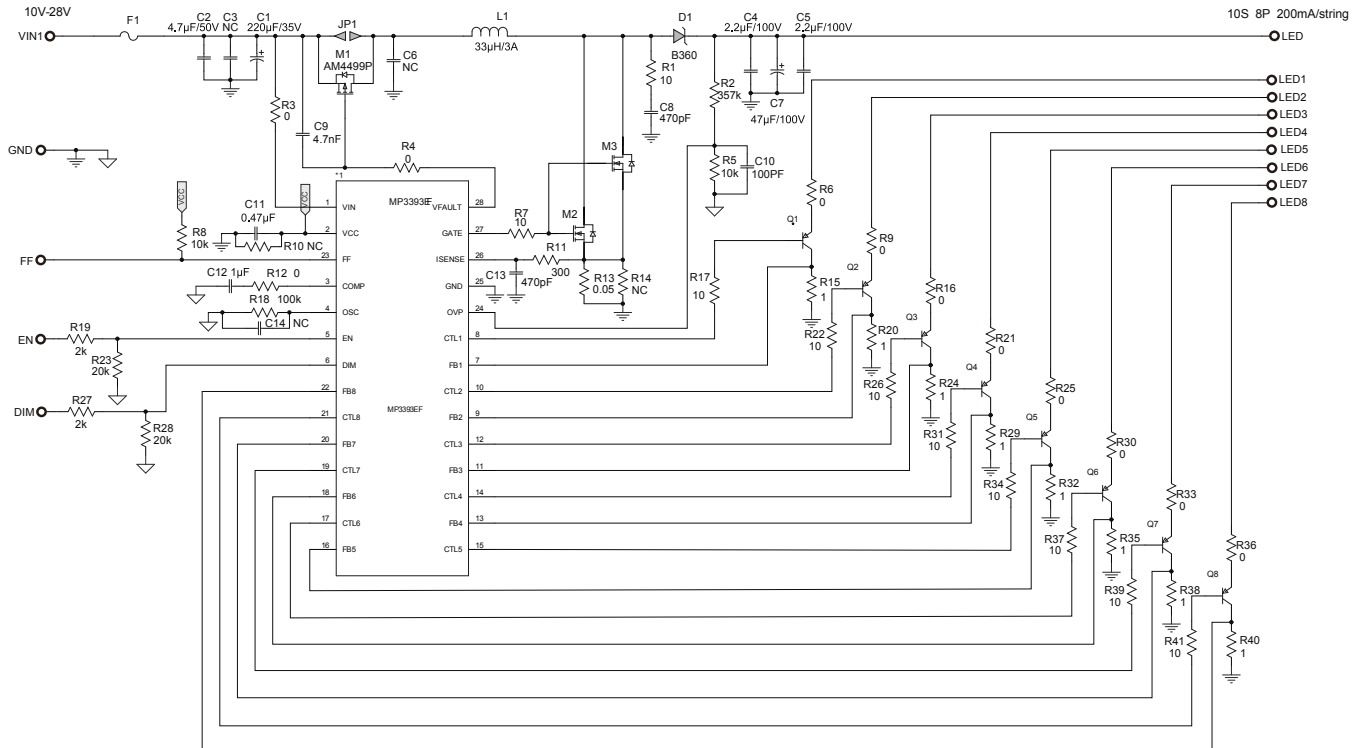 10V-28V
VIN1
F1
C2
4.7µF/50V
C3
NC
C1
220µF/35V
JP1
M1
AM4499P
C6
NC
L1
33µH/3A
R1
10
C8
470pF
D1
B360
R2
357k
C4
2.2µF/100V
C5
2.2µF/100V
C7
47µF/100V
10S 8P 200mA/string
LED
LED1
LED2
LED3
LED4
LED5
LED6
LED7
LED8
R3
0
C9
4.7nF
R4
0
M3
M2
R5
10k
C10
100PF
GND
VCC
R8
10k
FF
C11
0.47µF
VCC
R10 NC
C12 1µF
R12 0
R18 100k
C14 NC
EN
R19
2k
R23
20k
DIM
R27
2k
R28
20k
*1
MP3393EF
MP3393EF
1 VIN
2 VCC
23 FF
3 COMP
4 OSC
5 EN
6 DIM
22 FB8
21 CTL8
20 FB7
19 CTL7
18 FB6
17 CTL6
16 FB5
VFAULT 28
GATE 27
ISENSE 26
GND 25
OVP 24
CTL1 8
FB1 7
CTL2 10
FB2 9
CTL3 12
FB3 11
CTL4 14
FB4 13
CTL5 15
R7
10
C13
470pF
R11
300
R13
0.05
R14
NC
R6
0
Q1
R17
10
R15
1
R9
0
Q2
R22
10
R20
1
R16
0
Q3
R26
10
R24
1
R21
0
Q4
R31
10
R29
1
R25
0
Q5
R34
10
R32
1
R30
0
Q6
R37
10
R35
1
R33
0
Q7
R39
10
R38
1
R36
0
Q8
R41
10
R40
1